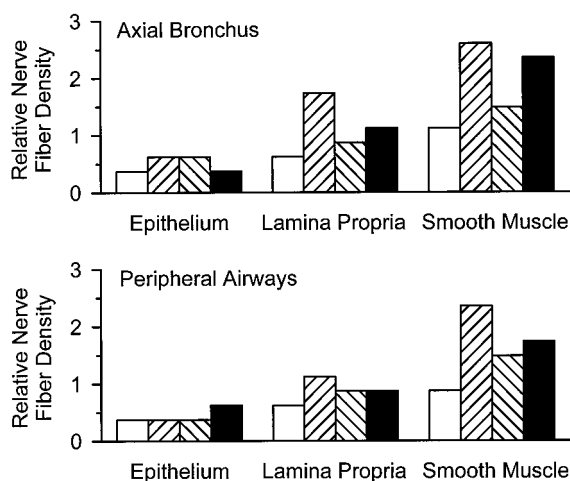 Axial Bronchus
Relative Nerve
Fiber Density
3
2
1
0
Epithelium Lamina Propria Smooth Muscle
Peripheral Airways
Relative Nerve
Fiber Density
3
2
1
0
Epithelium Lamina Propria Smooth Muscle